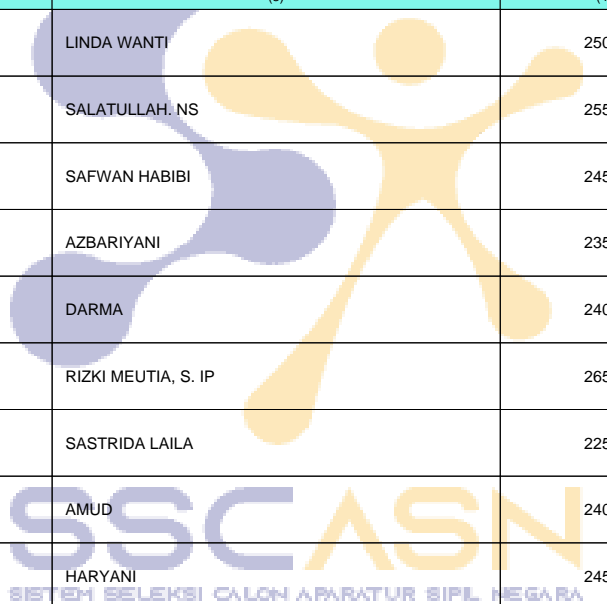 (3)
LINDA WANTI 250
SALATULLAH. NS 255
SAFWAN HABIBI 245
AZBARIYANI 235
DARMA 240
RIZKI MEUTIA, S. IP 265
SASTRIDA LAILA 225
AMUD 240
HARYANI 245
SSCASN
SISTEM SELEKSI CALON APARATUR SIPIL NEGARA